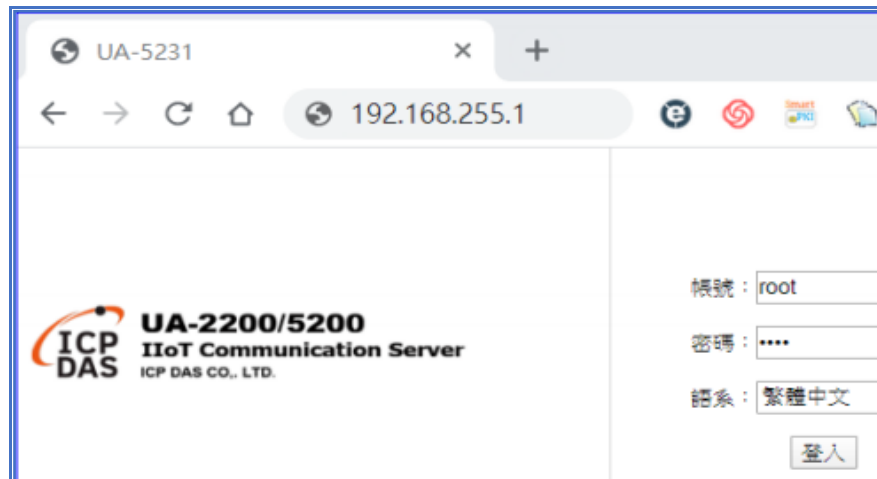 UA-5231
192.168.255.1
Smart
PKI
ICP
DAS
UA-2200/5200
IIoT Communication Server
ICP DAS CO,. LTD.
帳號：root
密碼：••••
語系：繁體中文
登入